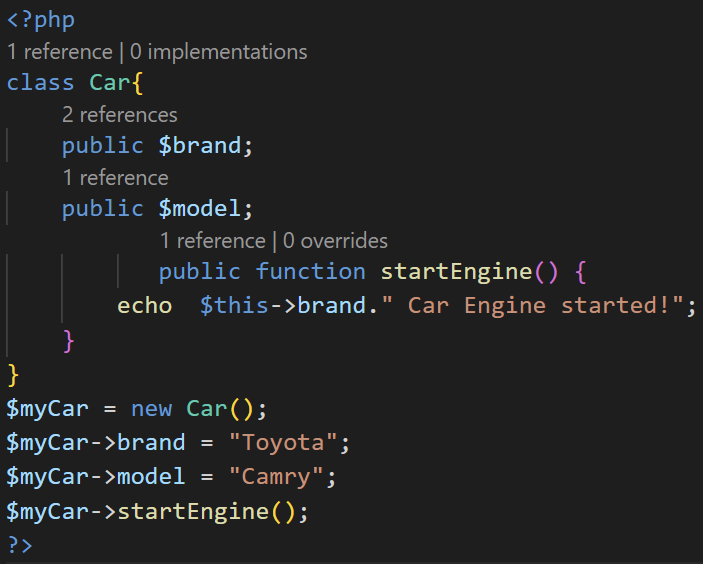 <?php
1 reference | 0 implementations
class Car{
2 references
public $brand;
1 reference
public $model;
1 reference | 0 overrides
public function startEngine() {
echo  $this->brand." Car Engine started!";
}
}
$myCar = new Car();
$myCar->brand = "Toyota";
$myCar->model = "Camry";
$myCar->startEngine();
?>